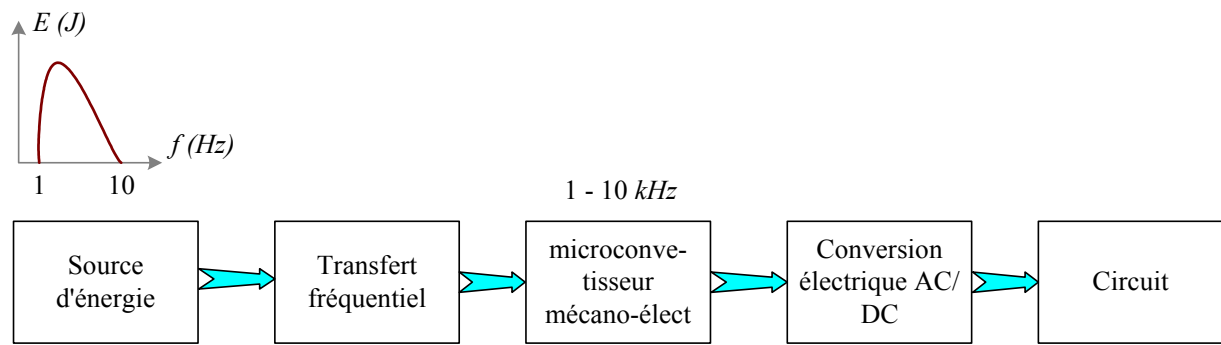 E (J)
f (Hz)
1
10
1 - 10 kHz
Source
d'énergie
Transfert
fréquentiel
microconve-
tisseur
mécano-élect
Conversion
électrique AC/
DC
Circuit